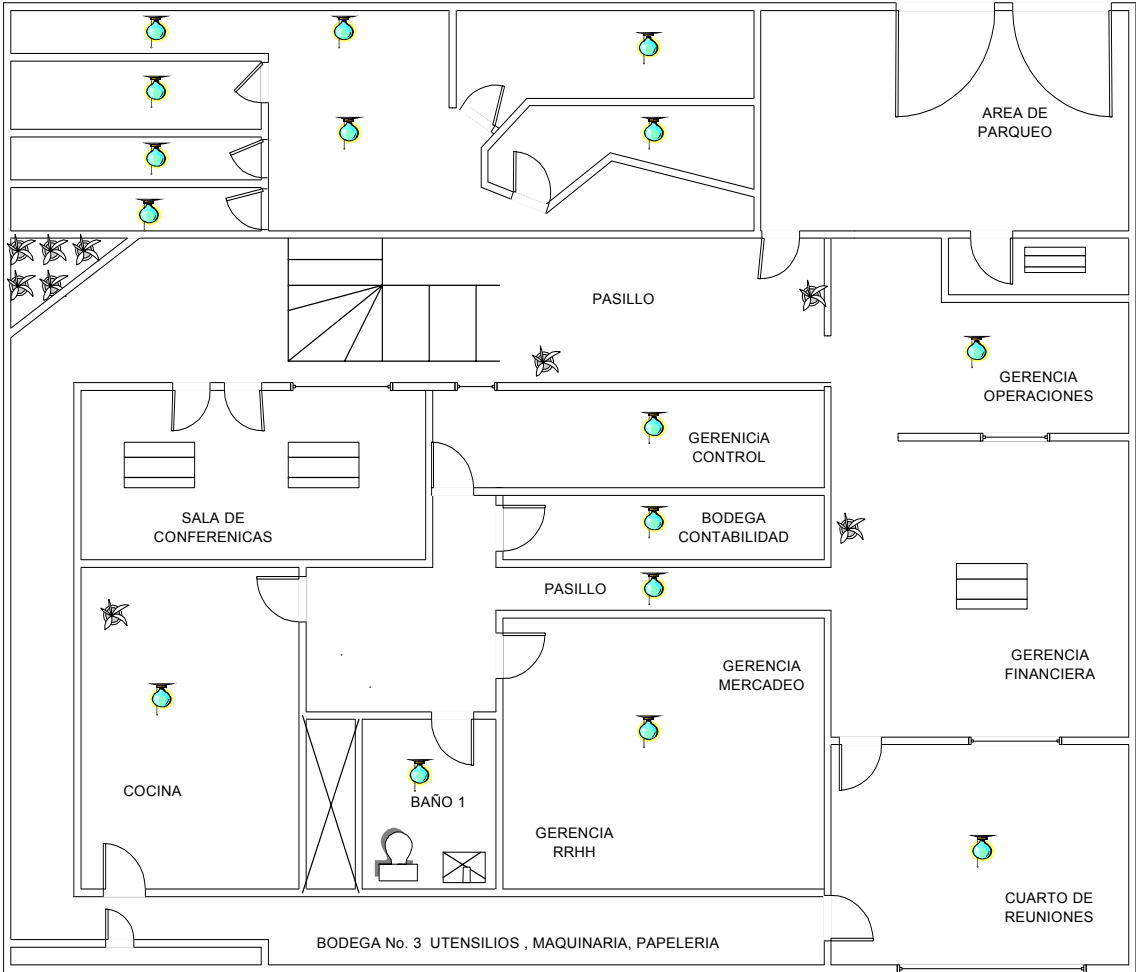 AREA DE
PARQUEO
PASILLO
GERENCIA
OPERACIONES
GERENICiA
CONTROL
SALA DE
CONFERENICAS
BODEGA
CONTABILIDAD
PASILLO
GERENCIA
MERCADEO
GERENCIA
FINANCIERA
COCINA
BAÑO 1
GERENCIA
RRHH
CUARTO DE
REUNIONES
BODEGA No. 3 UTENSILIOS , MAQUINARIA, PAPELERIA